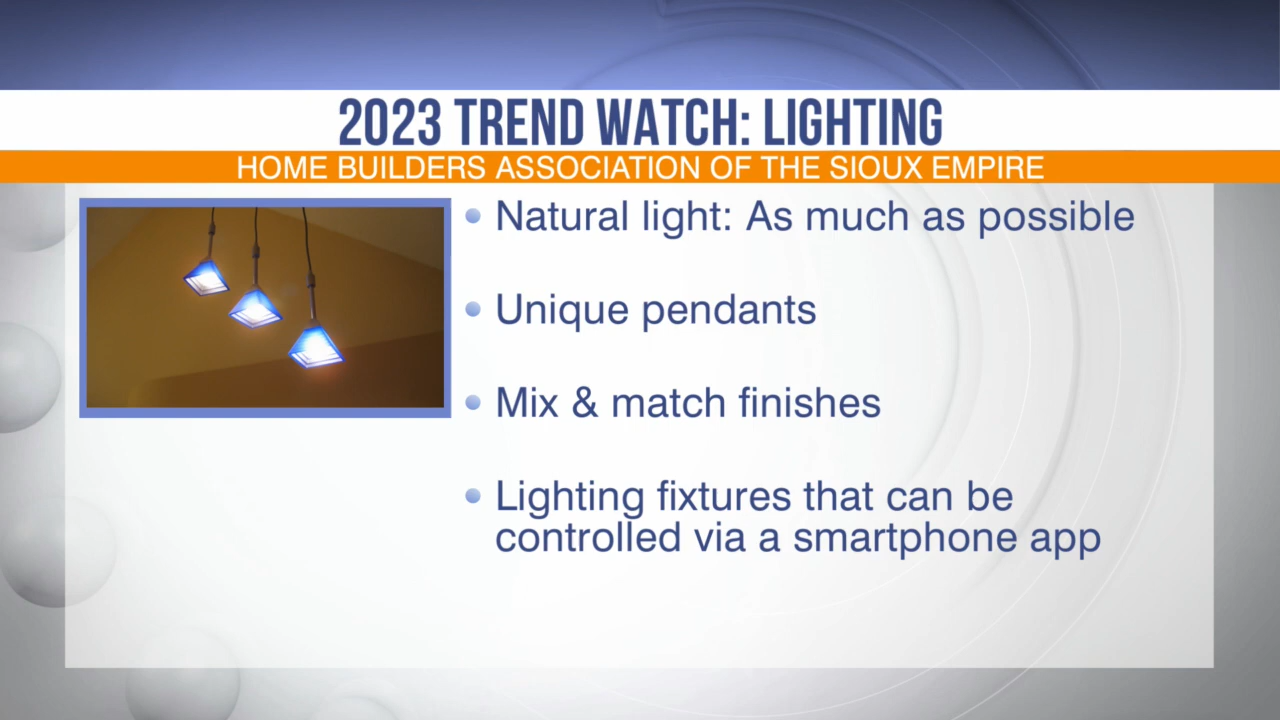 2023 TREND WATCH: LIGHTING
HOME BUILDERS ASSOCIATION OF THE SIOUX EMPIRE
• Natural light: As much as possible
• Unique pendants
• Mix & match finishes
• Lighting fixtures that can be
controlled via a smartphone app